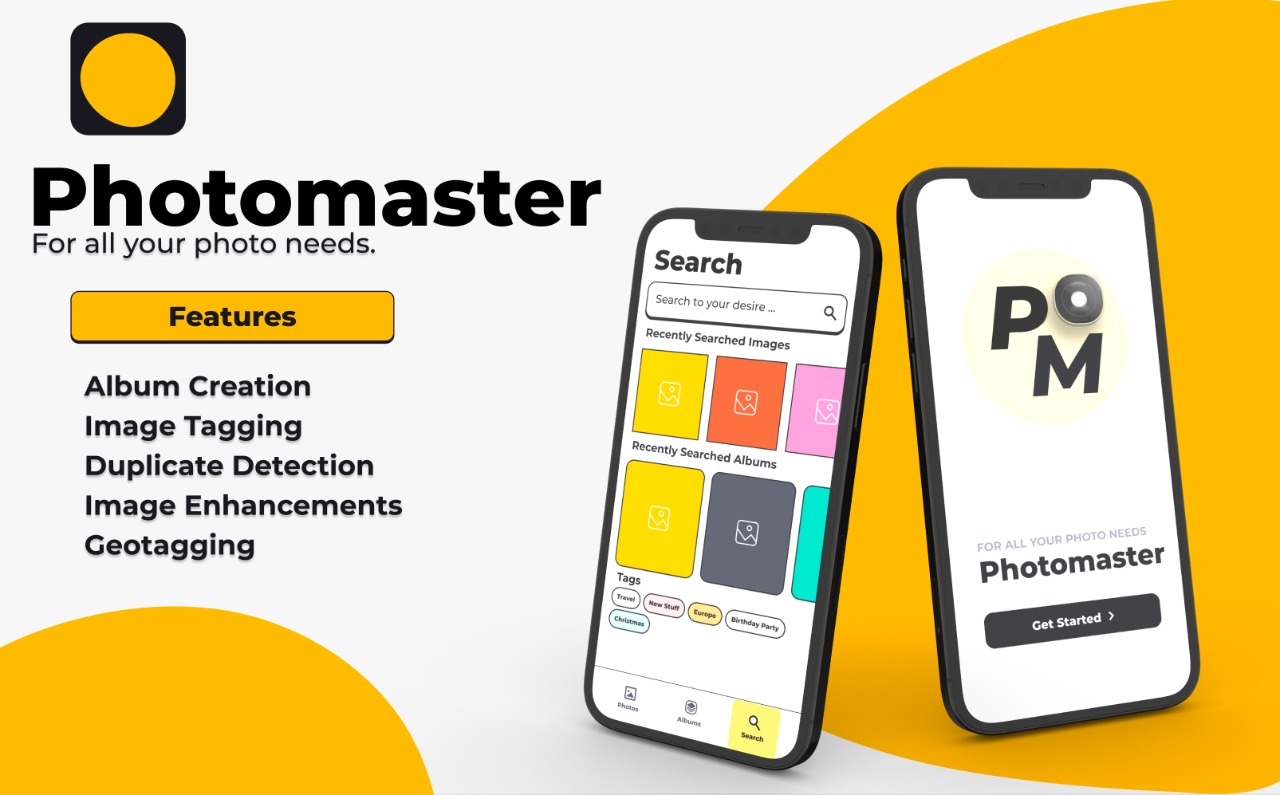 Photomaster
For all your photo needs.
Features
Album Creation
Image Tagging
Duplicate Detection
Image Enhancements
Geotagging
Search
Search to your desire ...
Recently Searched Images
Recently Searched Albums
Tags
Travel
New Stuff
Europe
Birthday Party
Christmas
Photos
Albums
Search
P
M
FOR ALL YOUR PHOTO NEEDS
Photomaster
Get Started >